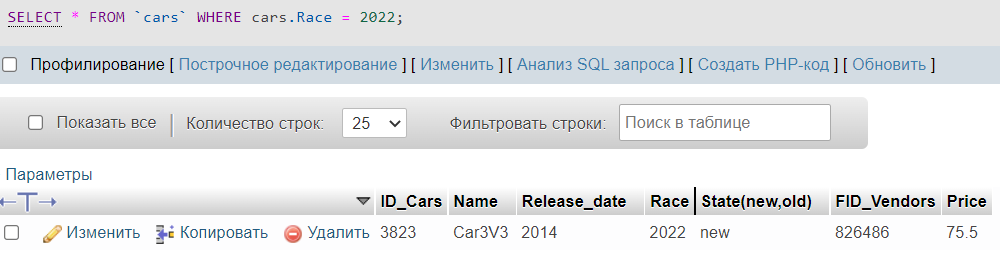 SELECT * FROM `cars` WHERE cars.Race = 2022;
Профилирование [ Построчное редактирование ] [ Изменить ] [ Анализ SQL запроса ] [ Создать PHP-код ] [ Обновить ]
Показать все | Количество строк: 25 Фильтровать строки: Поиск в таблице
Параметры
←T→ ID_Cars Name Release_date Race State(new,old) FID_Vendors Price
Изменить Копировать Удалить 3823 Car3V3 2014 2022 new 826486 75.5